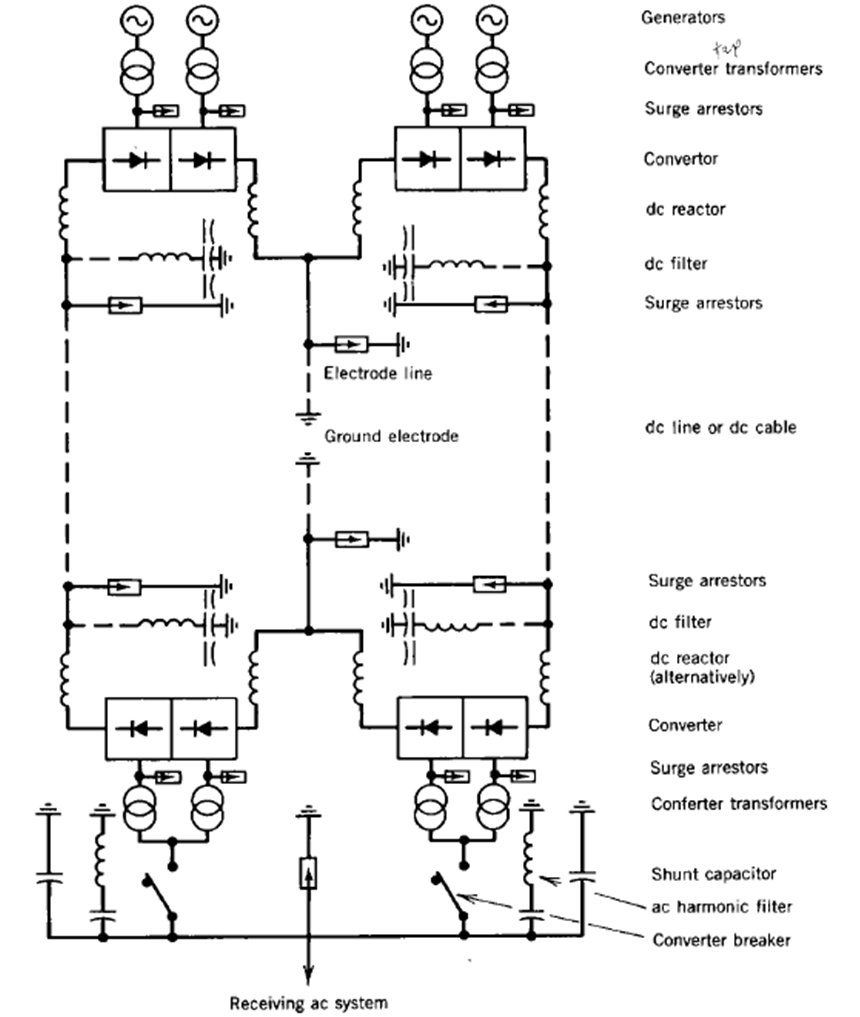 Generators
tap
Converter transformers
Surge arrestors
Convertor
dc reactor
dc filter
Surge arrestors
Electrode line
Ground electrode
dc line or dc cable
Surge arrestors
dc filter
dc reactor
(alternatively)
Converter
Surge arrestors
Conferter transformers
Shunt capacitor
ac harmonic filter
Converter breaker
Receiving ac system